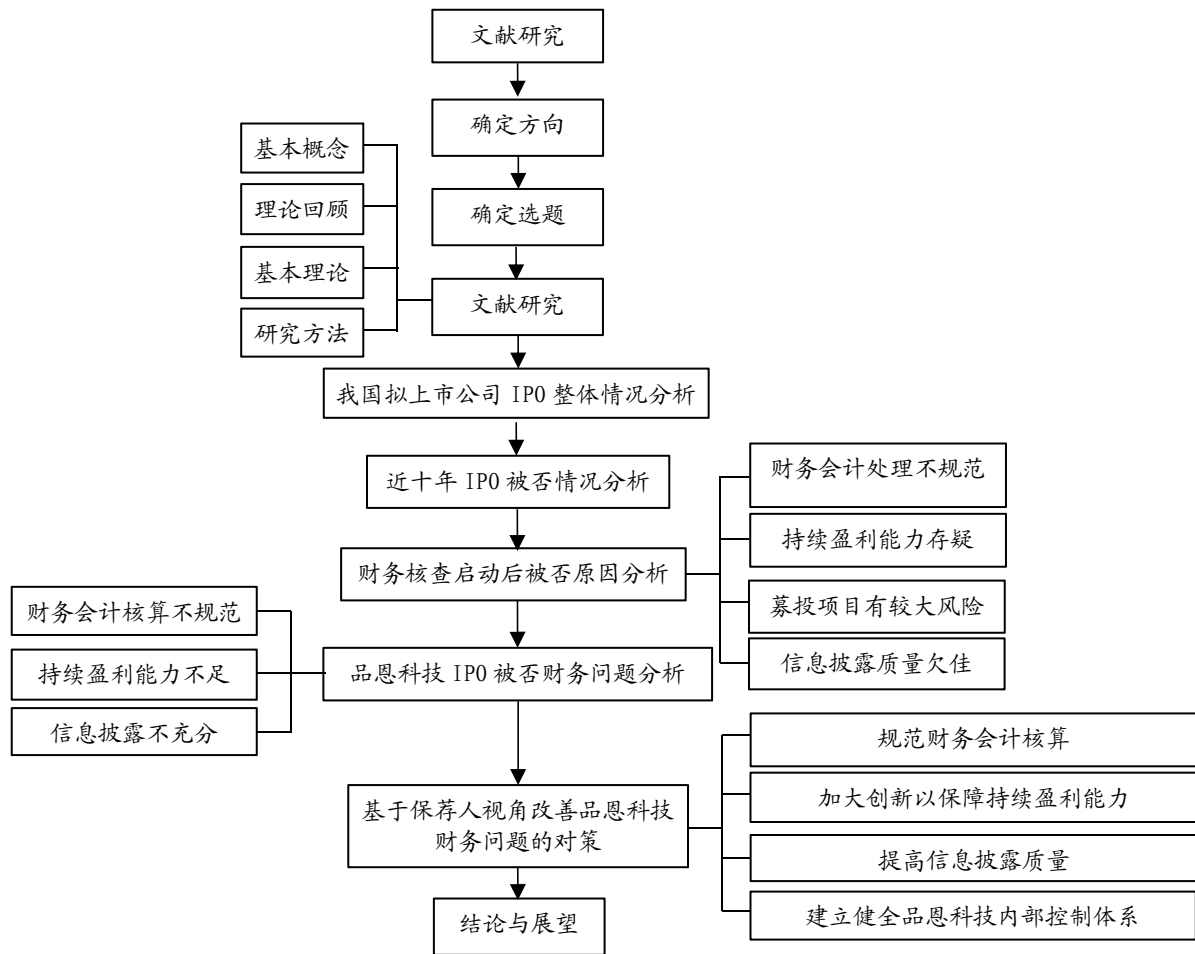 文献研究
确定方向
确定选题
文献研究
基本概念
理论回顾
基本理论
研究方法
我国拟上市公司 IPO 整体情况分析
近十年 IPO 被否情况分析
财务核查启动后被否原因分析
财务会计处理不规范
持续盈利能力存疑
募投项目有较大风险
信息披露质量欠佳
品恩科技 IPO 被否财务问题分析
财务会计核算不规范
持续盈利能力不足
信息披露不充分
基于保荐人视角改善品恩科技
财务问题的对策
规范财务会计核算
加大创新以保障持续盈利能力
提高信息披露质量
建立健全品恩科技内部控制体系
结论与展望